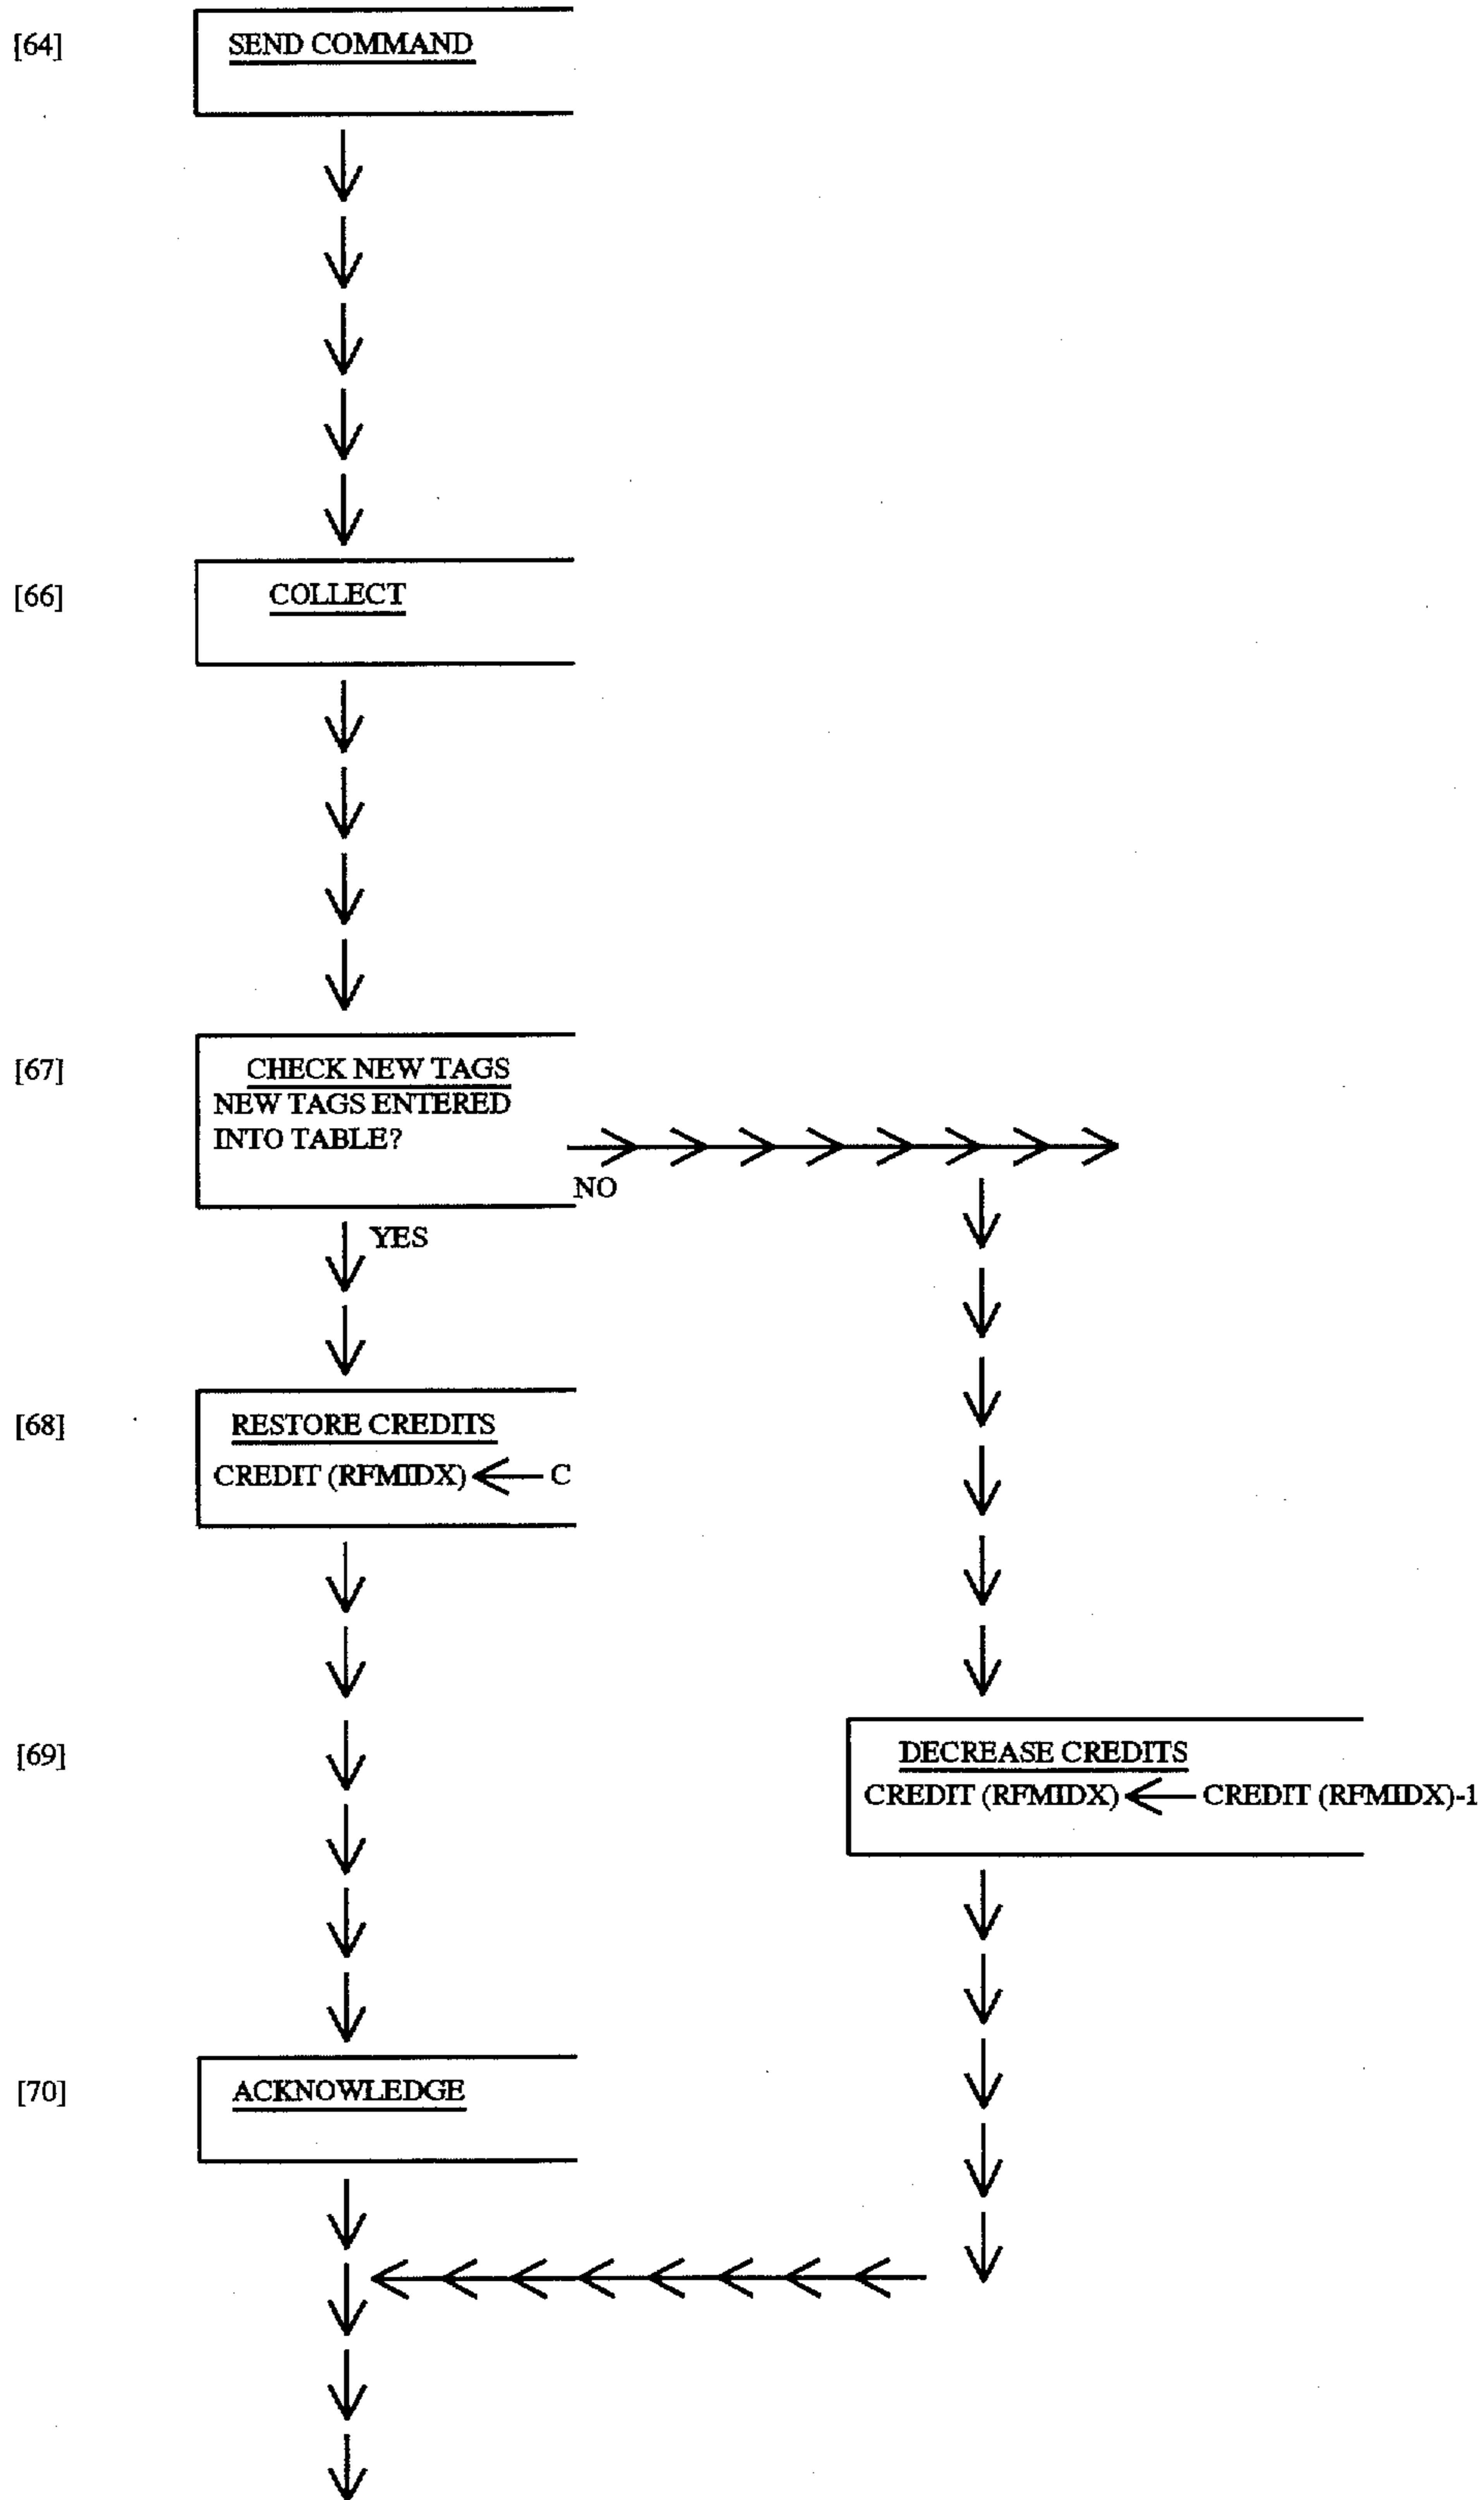 [64] SEND COMMAND
[66] COLLECT
[67] CHECK NEW TAGS
NEW TAGS ENTERED
INTO TABLE?
NO
YES
[68] RESTORE CREDITS
CREDIT (RFMIDX) ← C
[69] DECREASE CREDITS
CREDIT (RFMIDX) ← CREDIT (RFMIDX)-1
[70] ACKNOWLEDGE